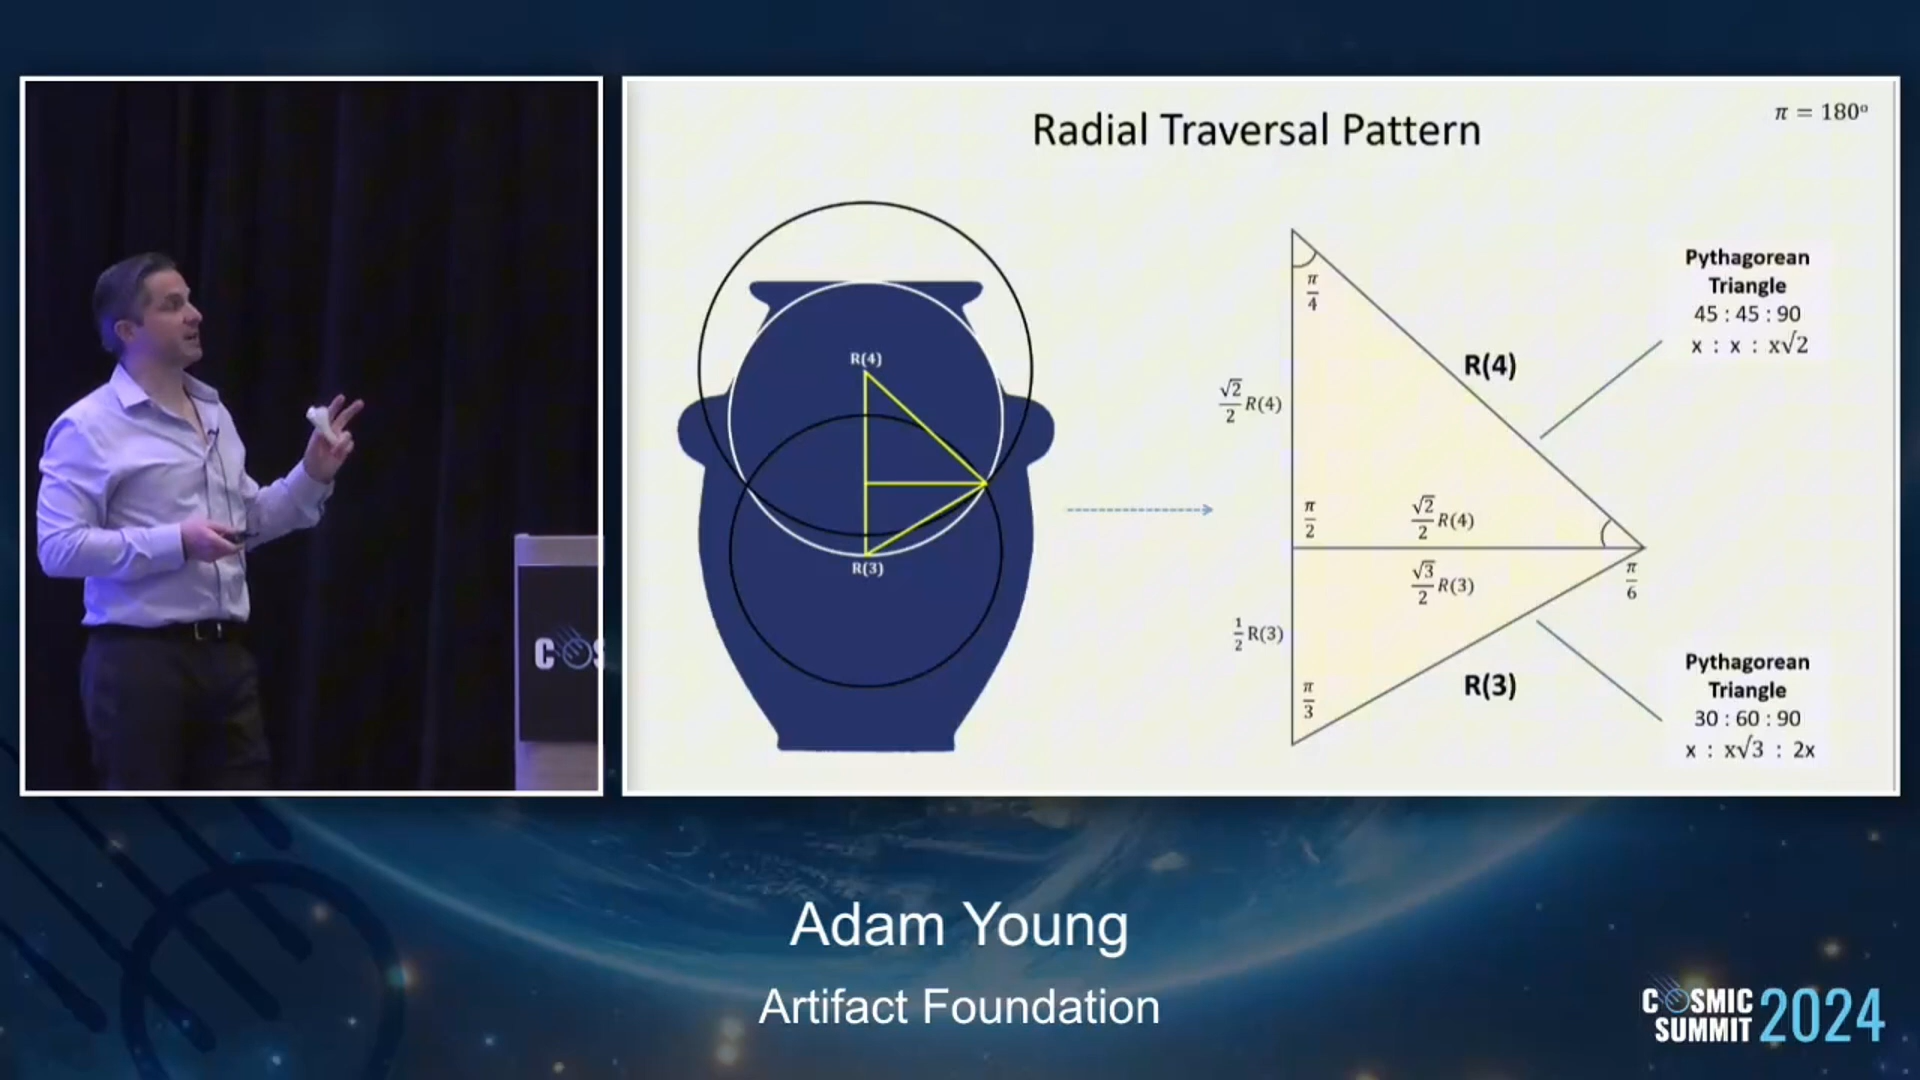 Radial Traversal Pattern
π = 180°
R(4)
R(3)
π/4
√2/2 R(4)
R(4)
π/2
√2/2 R(4)
√3/2 R(3)
π/6
1/2 R(3)
π/3
R(3)
Pythagorean
Triangle
45 : 45 : 90
x : x : x√2
Pythagorean
Triangle
30 : 60 : 90
x : x√3 : 2x
COS
Adam Young
Artifact Foundation
COSMIC
SUMMIT 2024